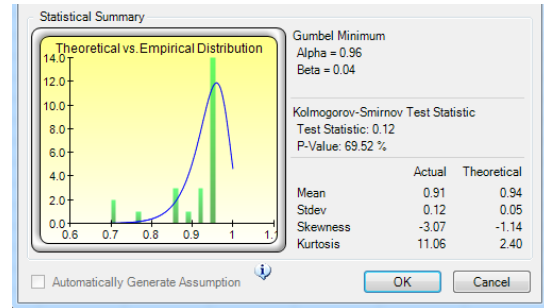 Statistical Summary
Theoretical vs. Empirical Distribution
14.0
12.0
10.0
8.0
6.0
4.0
2.0
0.0
0.6 0.7 0.8 0.9 1 1.1
Gumbel Minimum
Alpha = 0.96
Beta = 0.04
Kolmogorov-Smirnov Test Statistic
Test Statistic: 0.12
P-Value: 69.52 %
Actual Theoretical
Mean 0.91 0.94
Stdev 0.12 0.05
Skewness -3.07 -1.14
Kurtosis 11.06 2.40
Automatically Generate Assumption
OK Cancel